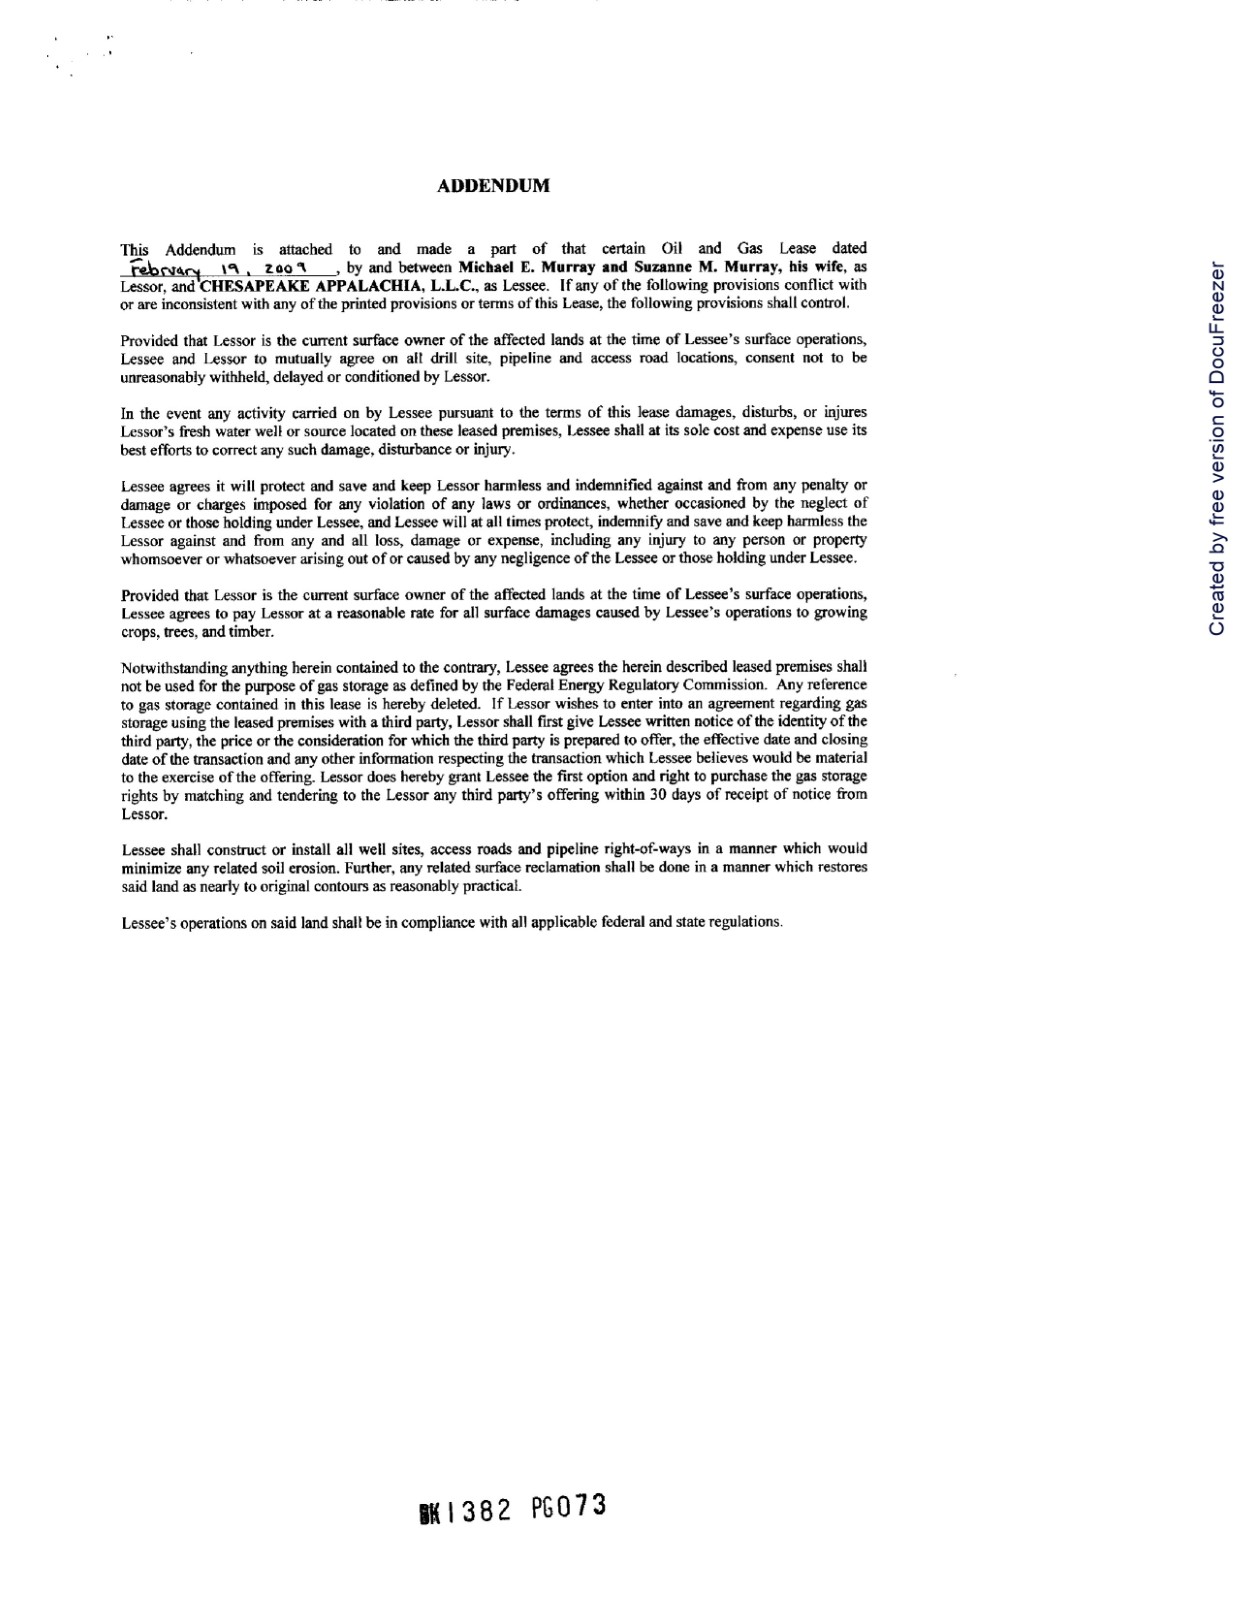 ADDENDUM
This Addendum is attached to and made a part of that certain Oil and Gas Lease dated
February 19, 2009, by and between Michael E. Murray and Suzanne M. Murray, his wife, as
Lessor, and CHESAPEAKE APPALACHIA, L.L.C., as Lessee. If any of the following provisions conflict with
or are inconsistent with any of the printed provisions or terms of this Lease, the following provisions shall control.
Provided that Lessor is the current surface owner of the affected lands at the time of Lessee's surface operations,
Lessee and Lessor to mutually agree on all drill site, pipeline and access road locations, consent not to be
unreasonably withheld, delayed or conditioned by Lessor.
In the event any activity carried on by Lessee pursuant to the terms of this lease damages, disturbs, or injures
Lessor's fresh water well or source located on these leased premises, Lessee shall at its sole cost and expense use its
best efforts to correct any such damage, disturbance or injury.
Lessee agrees it will protect and save and keep Lessor harmless and indemnified against and from any penalty or
damage or charges imposed for any violation of any laws or ordinances, whether occasioned by the neglect of
Lessee or those holding under Lessee, and Lessee will at all times protect, indemnify and save and keep harmless the
Lessor against and from any and all loss, damage or expense, including any injury to any person or property
whomsoever or whatsoever arising out of or caused by any negligence of the Lessee or those holding under Lessee.
Provided that Lessor is the current surface owner of the affected lands at the time of Lessee's surface operations,
Lessee agrees to pay Lessor at a reasonable rate for all surface damages caused by Lessee's operations to growing
crops, trees, and timber.
Notwithstanding anything herein contained to the contrary, Lessee agrees the herein described leased premises shall
not be used for the purpose of gas storage as defined by the Federal Energy Regulatory Commission. Any reference
to gas storage contained in this lease is hereby deleted. If Lessor wishes to enter into an agreement regarding gas
storage using the leased premises with a third party, Lessor shall first give Lessee written notice of the identity of the
third party, the price or the consideration for which the third party is prepared to offer, the effective date and closing
date of the transaction and any other information respecting the transaction which Lessee believes would be material
to the exercise of the offering. Lessor does hereby grant Lessee the first option and right to purchase the gas storage
rights by matching and tendering to the Lessor any third party's offering within 30 days of receipt of notice from
Lessor.
Lessee shall construct or install all well sites, access roads and pipeline right-of-ways in a manner which would
minimize any related soil erosion. Further, any related surface reclamation shall be done in a manner which restores
said land as nearly to original contours as reasonably practical.
Lessee's operations on said land shall be in compliance with all applicable federal and state regulations.
BK1382 PG073
Created by free version of DocuFreezer